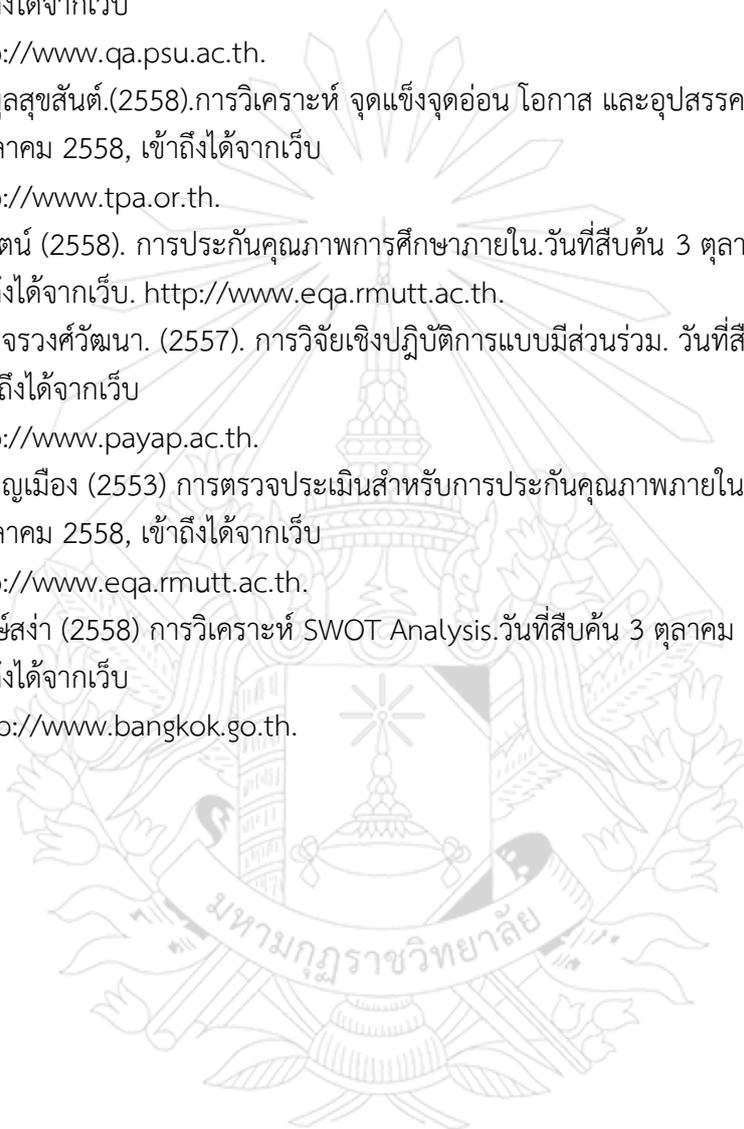 ถึงได้จากเว็บ
://www.qa.psu.ac.th.
ลสุขสันต์.(2558).การวิเคราะห์ จุดแข็งจุดอ่อน โอกาส และอุปสรรค
ลาคม 2558, เข้าถึงได้จากเว็บ
://www.tpa.or.th.
ตน์ (2558). การประกันคุณภาพการศึกษาภายใน.วันที่สืบค้น 3 ตุลา
ถึงได้จากเว็บ. http://www.eqa.rmutt.ac.th.
จรวงศ์วัฒนา. (2557). การวิจัยเชิงปฎิบัติการแบบมีส่วนร่วม. วันที่สื
ถึงได้จากเว็บ
://www.payap.ac.th.
ญเมือง (2553) การตรวจประเมินสำหรับการประกันคุณภาพภายใน
ลาคม 2558, เข้าถึงได้จากเว็บ
://www.eqa.rmutt.ac.th.
ษ์สง่า (2558) การวิเคราะห์ SWOT Analysis.วันที่สืบค้น 3 ตุลาคม
ถึงได้จากเว็บ
p://www.bangkok.go.th.
มหามกุฏราชวิทยาลัย